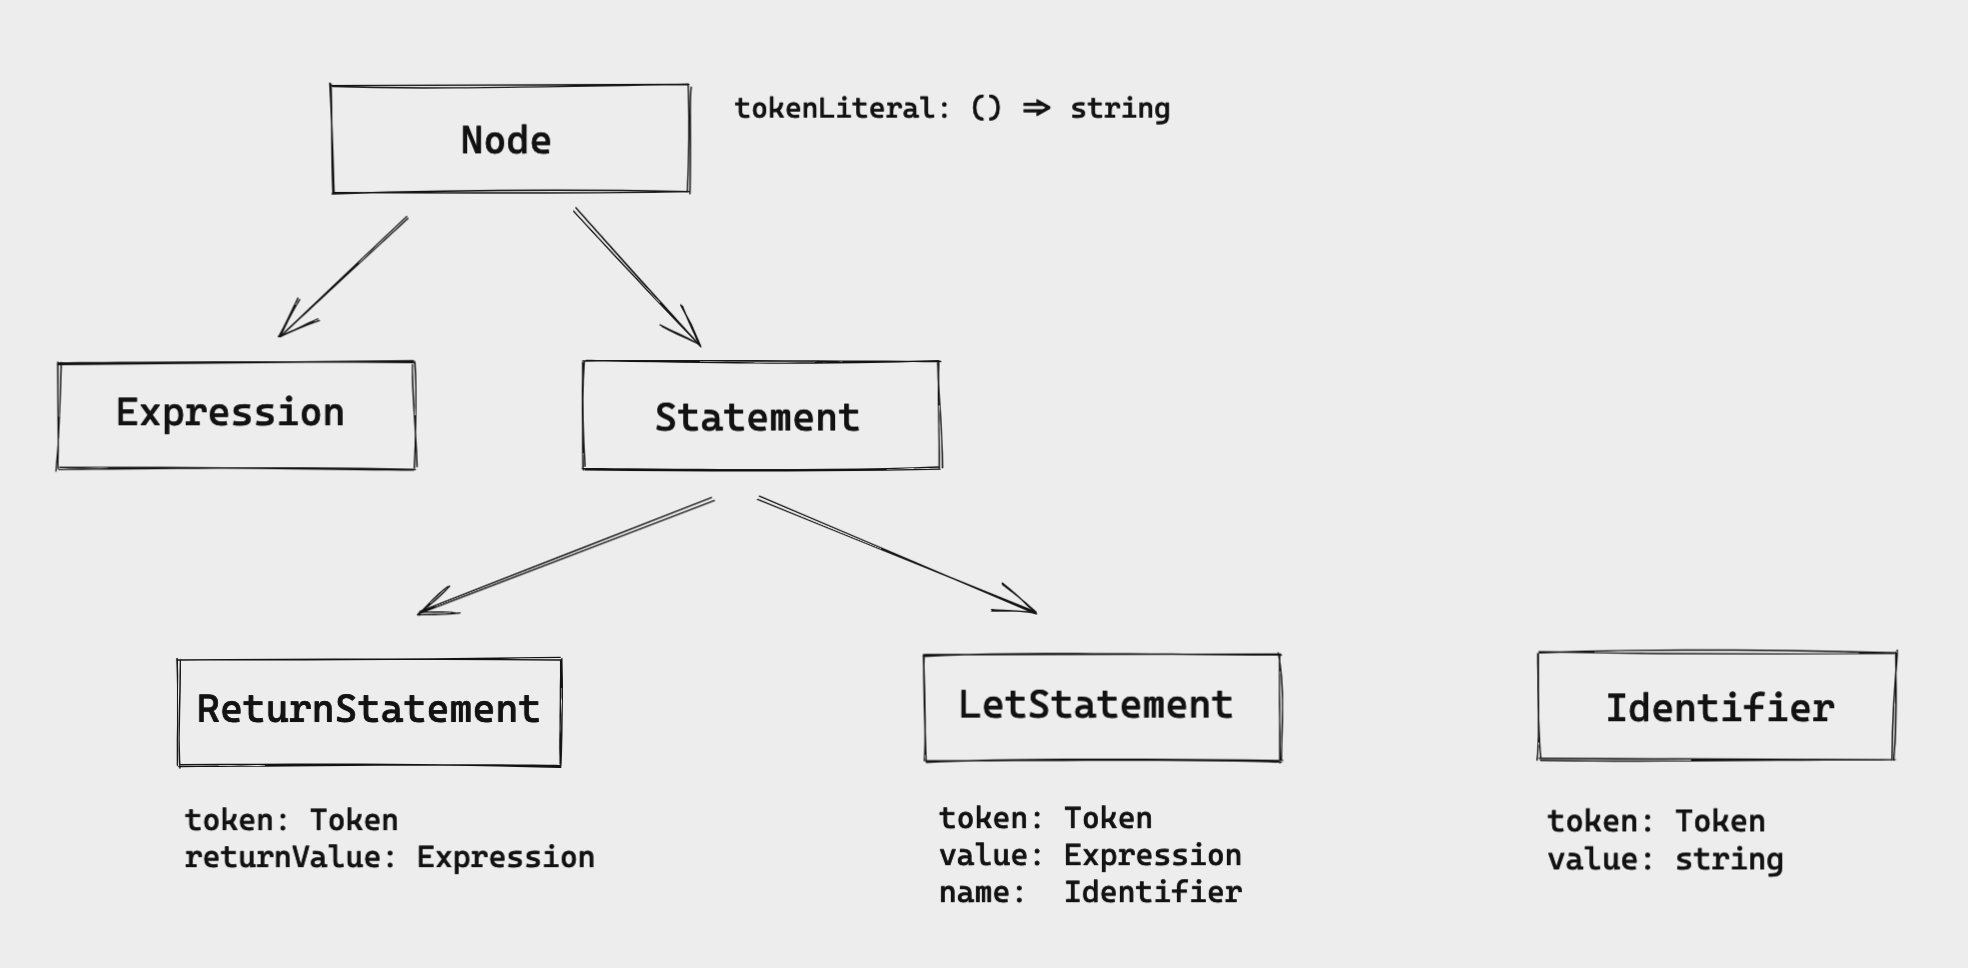 Node
tokenLiteral: () => string
Expression
Statement
ReturnStatement
token: Token
returnValue: Expression
LetStatement
token: Token
value: Expression
name: Identifier
Identifier
token: Token
value: string